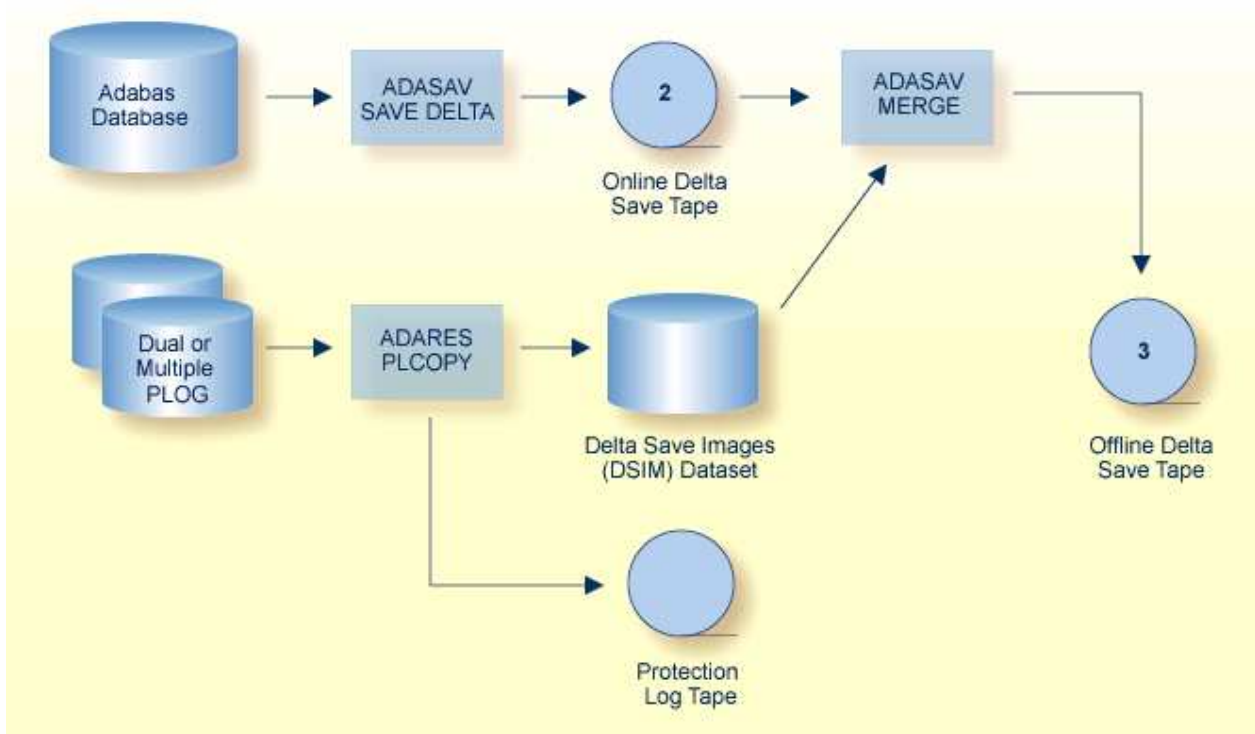 Adabas
Database
ADASAV
SAVE DELTA
2
Online Delta
Save Tape
ADASAV
MERGE
Dual or
Multiple
PLOG
ADARES
PLCOPY
Delta Save Images
(DSIM) Dataset
3
Offline Delta
Save Tape
Protection
Log Tape